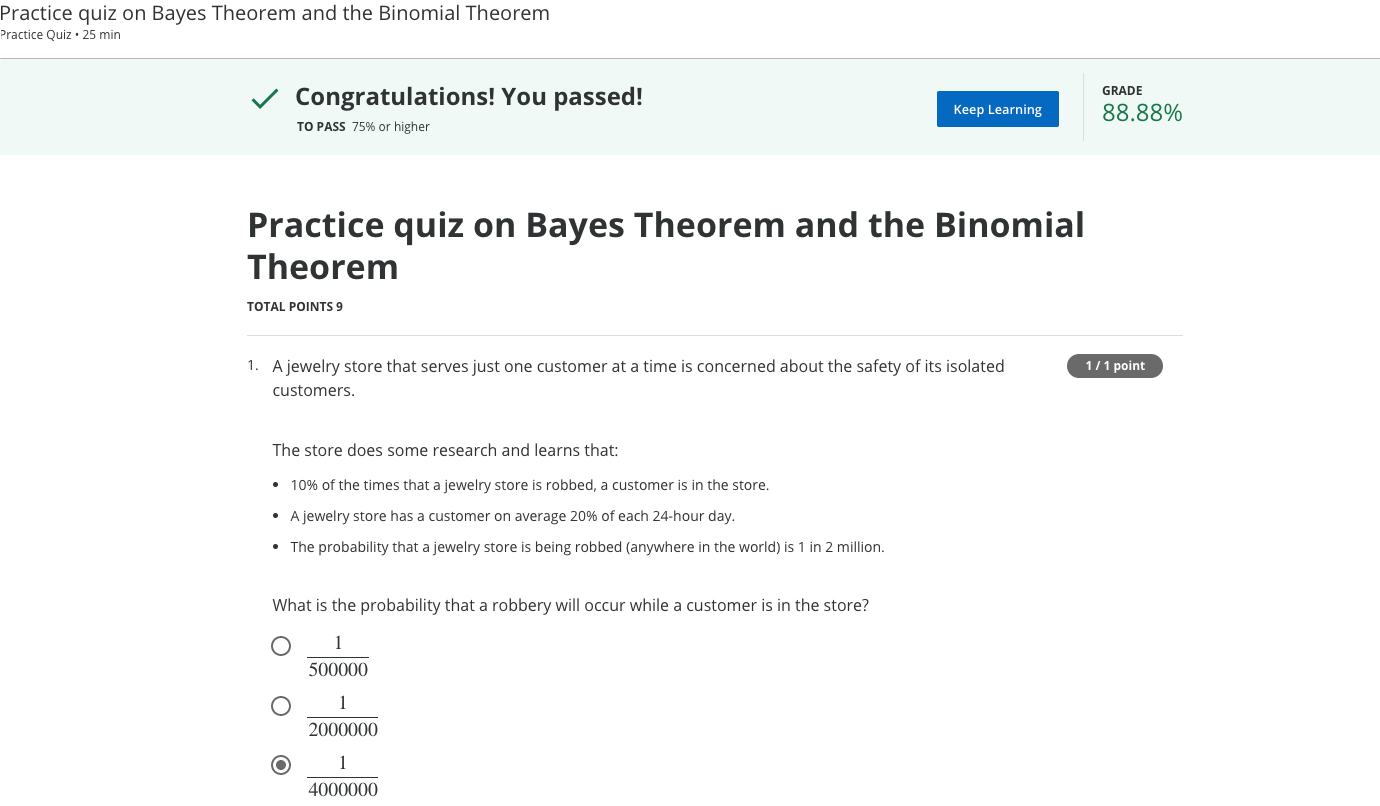 Practice quiz on Bayes Theorem and the Binomial Theorem
Practice Quiz • 25 min
Congratulations! You passed!
TO PASS 75% or higher
Keep Learning
GRADE
88.88%
Practice quiz on Bayes Theorem and the Binomial
Theorem
TOTAL POINTS 9
1. A jewelry store that serves just one customer at a time is concerned about the safety of its isolated
customers.
1 / 1 point
The store does some research and learns that:
• 10% of the times that a jewelry store is robbed, a customer is in the store.
• A jewelry store has a customer on average 20% of each 24-hour day.
• The probability that a jewelry store is being robbed (anywhere in the world) is 1 in 2 million.
What is the probability that a robbery will occur while a customer is in the store?
1
500000
1
2000000
1
4000000